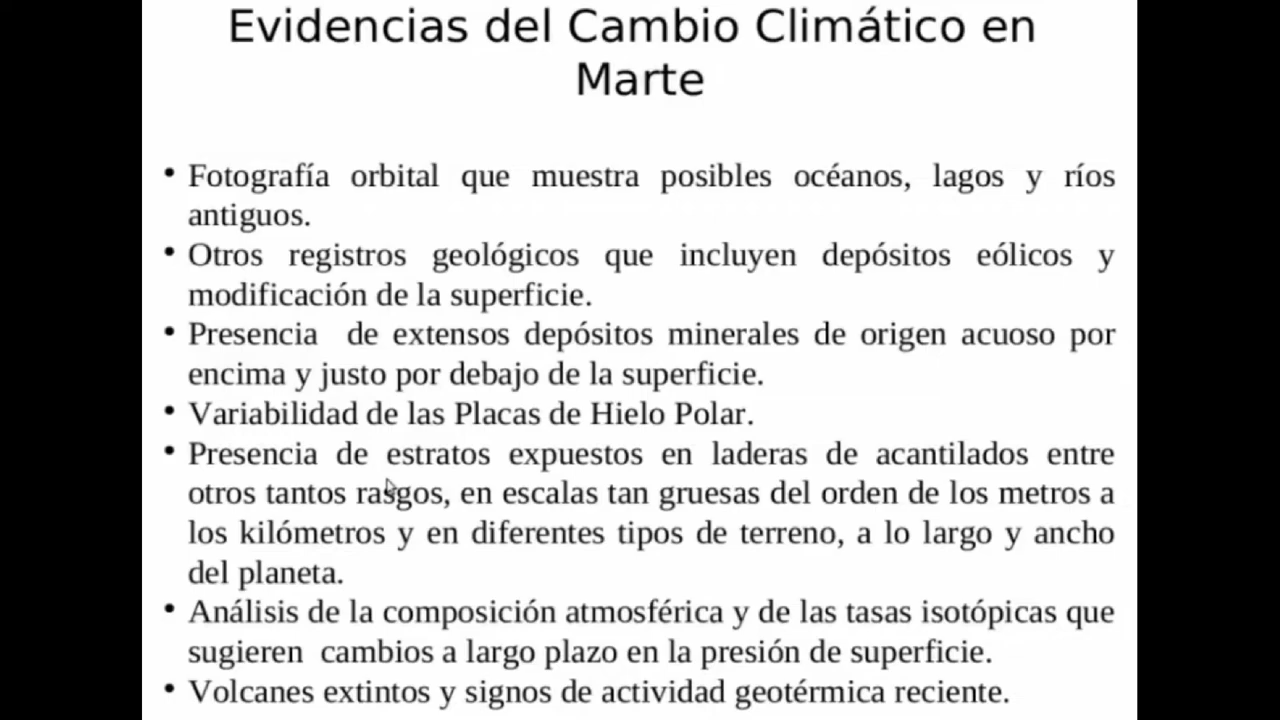 Evidencias del Cambio Climático en
Marte
• Fotografía orbital que muestra posibles océanos, lagos y ríos
antiguos.
• Otros registros geológicos que incluyen depósitos eólicos y
modificación de la superficie.
• Presencia de extensos depósitos minerales de origen acuoso por
encima y justo por debajo de la superficie.
• Variabilidad de las Placas de Hielo Polar.
• Presencia de estratos expuestos en laderas de acantilados entre
otros tantos rasgos, en escalas tan gruesas del orden de los metros a
los kilómetros y en diferentes tipos de terreno, a lo largo y ancho
del planeta.
• Análisis de la composición atmosférica y de las tasas isotópicas que
sugieren cambios a largo plazo en la presión de superficie.
• Volcanes extintos y signos de actividad geotérmica reciente.